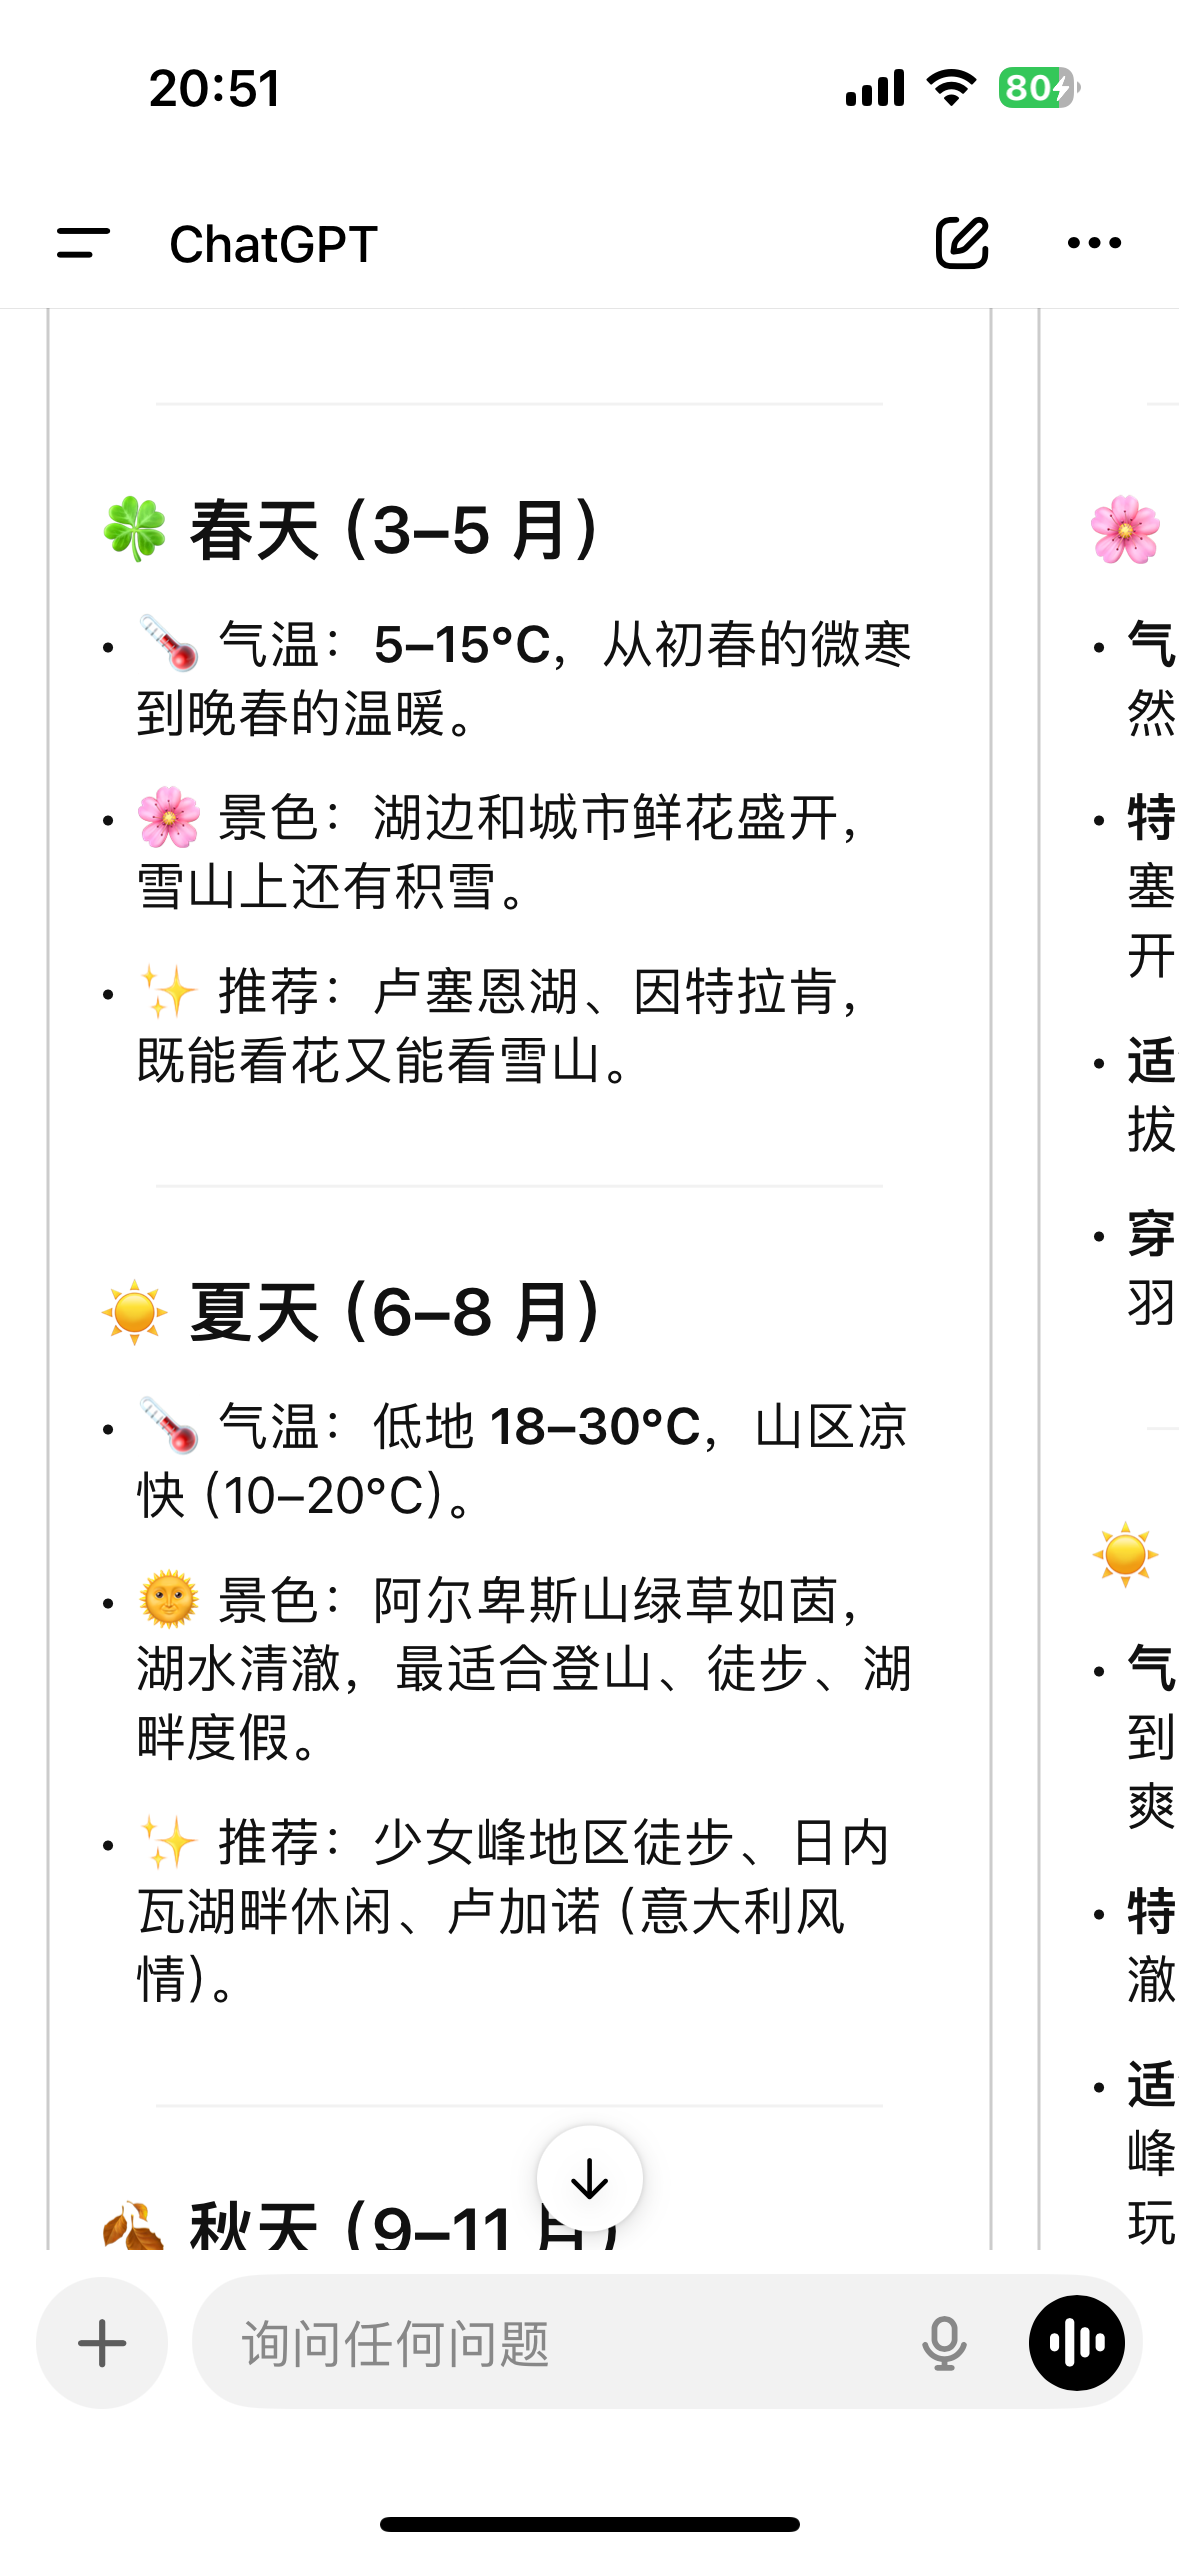 20:51
80
ChatGPT
春天（3–5 月）
• 气温：5–15°C，从初春的微寒
到晚春的温暖。
• 景色：湖边和城市鲜花盛开，
雪山上还有积雪。
• 推荐：卢塞恩湖、因特拉肯，
既能看花又能看雪山。
夏天（6–8 月）
• 气温：低地 18–30°C，山区凉
快（10–20°C）。
• 景色：阿尔卑斯山绿草如茵，
湖水清澈，最适合登山、徒步、湖
畔度假。
• 推荐：少女峰地区徒步、日内
瓦湖畔休闲、卢加诺（意大利风
情）。
秋天（9–11 月）
• 气
然
• 特
塞
开
• 适
拔
• 穿
羽
• 气
到
爽
• 特
澈
• 适
峰
玩
询问任何问题